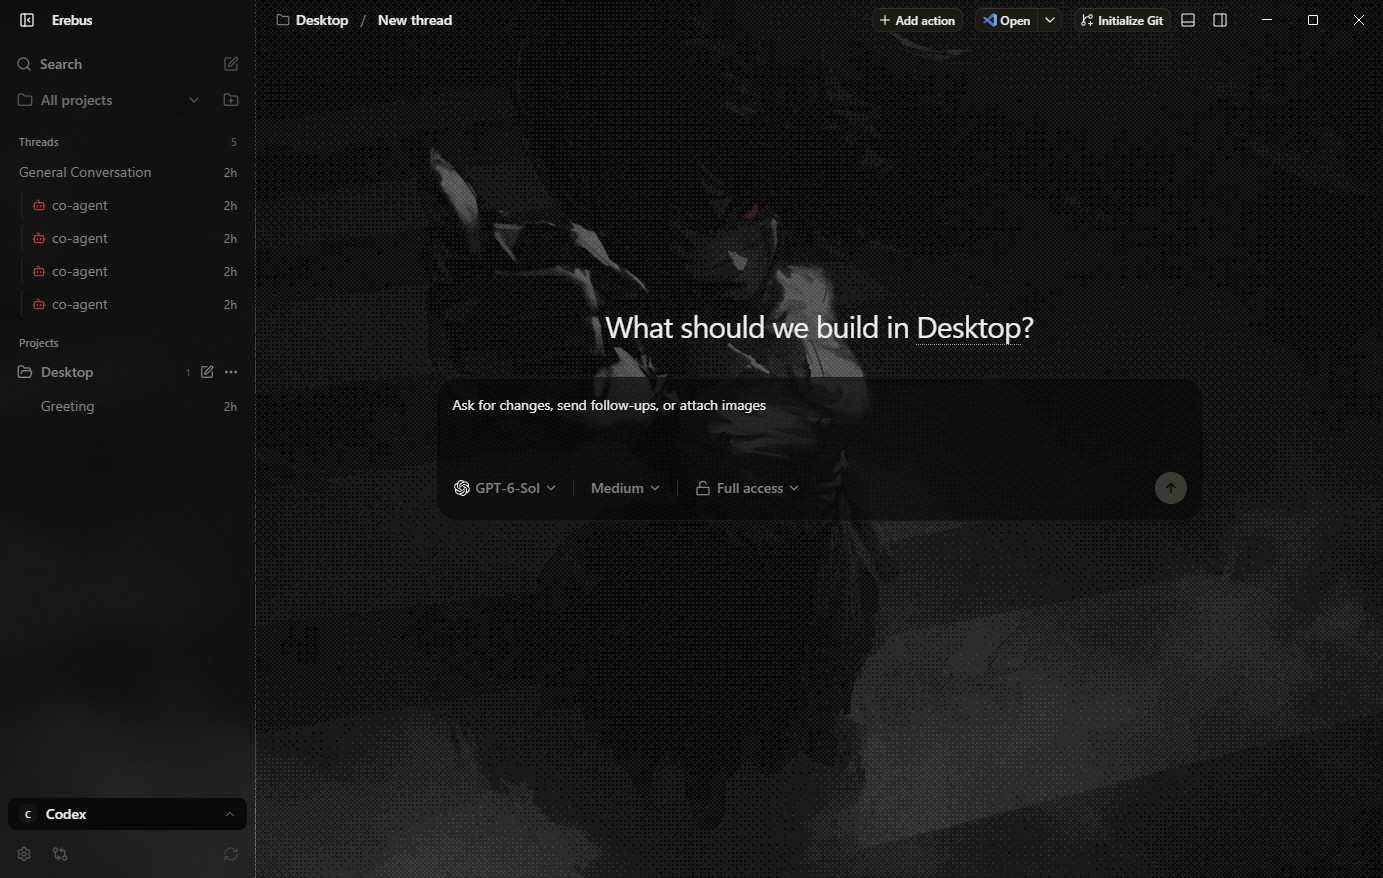 Erebus
Desktop / New thread
Add action
Open
Initialize Git
Search
All projects
Threads 5
General Conversation 2h
co-agent 2h
co-agent 2h
co-agent 2h
co-agent 2h
Projects
Desktop 1
Greeting 2h
What should we build in Desktop?
Ask for changes, send follow-ups, or attach images
GPT-6-Sol
Medium
Full access
C Codex